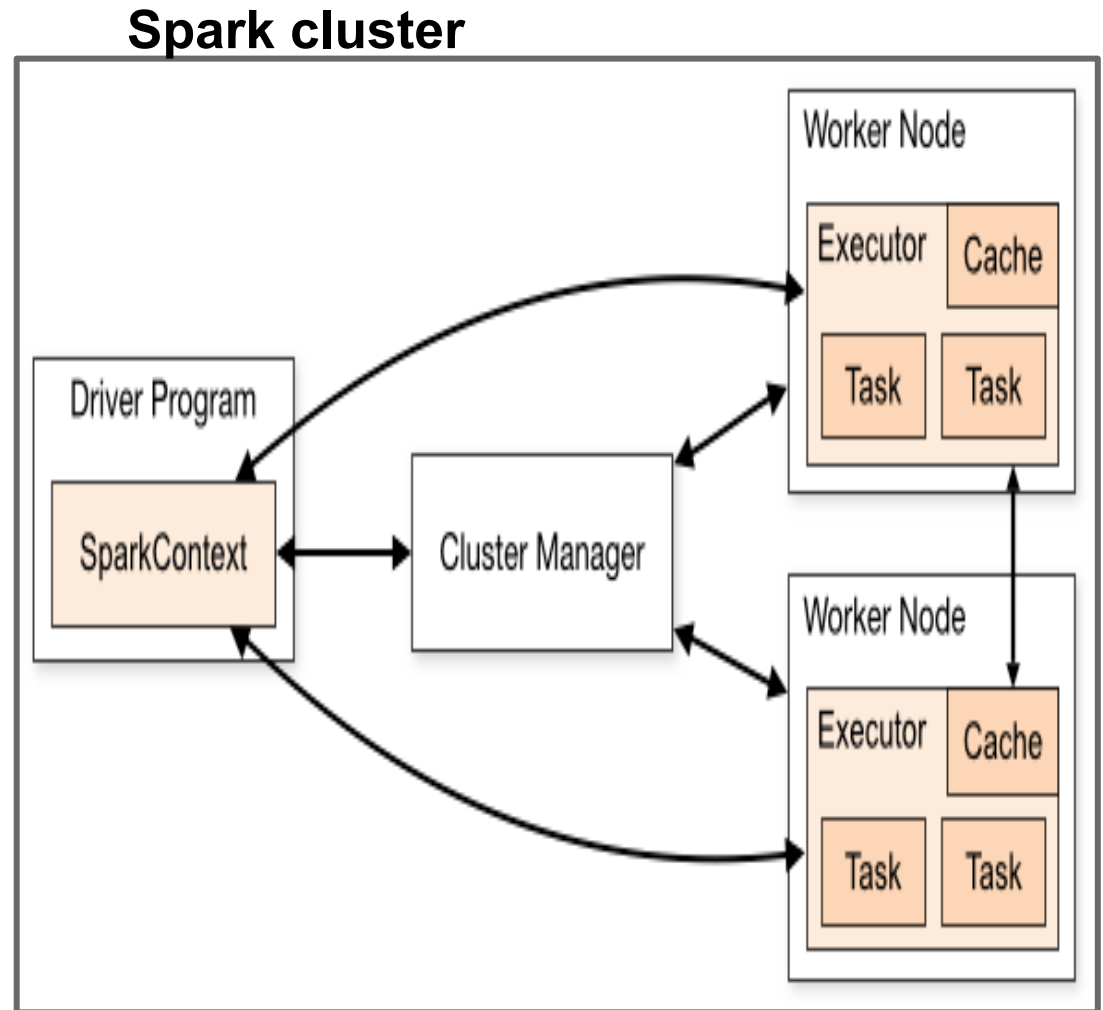 Spark cluster
Driver Program
SparkContext
Cluster Manager
Worker Node
Executor
Cache
Task
Task
Worker Node
Executor
Cache
Task
Task